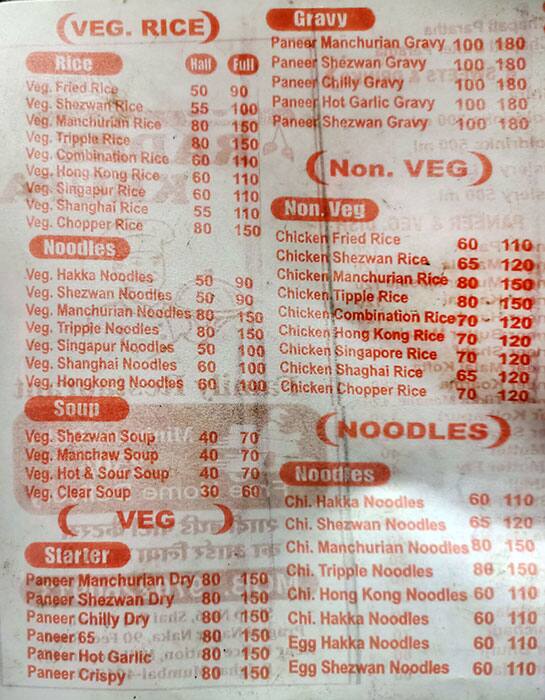 VEG. RICE
Rice Half Full
Veg. Fried Rice 50 90
Veg. Shezwan Rice 55 100
Veg. Manchurian Rice 80 150
Veg. Tripple Rice 80 150
Veg. Combination Rice 60 110
Veg. Hong Kong Rice 60 110
Veg. Singapur Rice 60 110
Veg. Shanghai Rice 55 110
Veg. Chopper Rice 80 150
Noodles
Veg. Hakka Noodles 50 90
Veg. Shezwan Noodles 50 90
Veg. Manchurian Noodles 80 150
Veg. Tripple Noodles 80 150
Veg. Singapur Noodles 50 100
Veg. Shanghai Noodles 60 100
Veg. Hongkong Noodles 60 100
Soup
Veg. Shezwan Soup 40 70
Veg. Manchaw Soup 40 70
Veg. Hot & Sour Soup 40 70
Veg. Clear Soup 30 60
VEG
Starter
Paneer Manchurian Dry 80 150
Paneer Shezwan Dry 80 150
Paneer Chilly Dry 80 150
Paneer 65 80 150
Paneer Hot Garlic 80 150
Paneer Crispy 80 150
Gravy
Paneer Manchurian Gravy 100 180
Paneer Shezwan Gravy 100 180
Paneer Chilly Gravy 100 180
Paneer Hot Garlic Gravy 100 180
Paneer Shezwan Gravy 100 180
Non. VEG
Non. Veg
Chicken Fried Rice 60 110
Chicken Shezwan Rice 65 120
Chicken Manchurian Rice 80 150
Chicken Tipple Rice 80 150
Chicken Combination Rice 70 120
Chicken Hong Kong Rice 70 120
Chicken Singapore Rice 70 120
Chicken Shaghai Rice 65 120
Chicken Chopper Rice 70 120
NOODLES
Noodles
Chi. Hakka Noodles 60 110
Chi. Shezwan Noodles 65 120
Chi. Manchurian Noodles 80 150
Chi. Tripple Noodles 80 150
Chi. Hong Kong Noodles 60 110
Chi. Hakka Noodles 60 110
Egg Hakka Noodles 60 110
Egg Shezwan Noodles 60 110